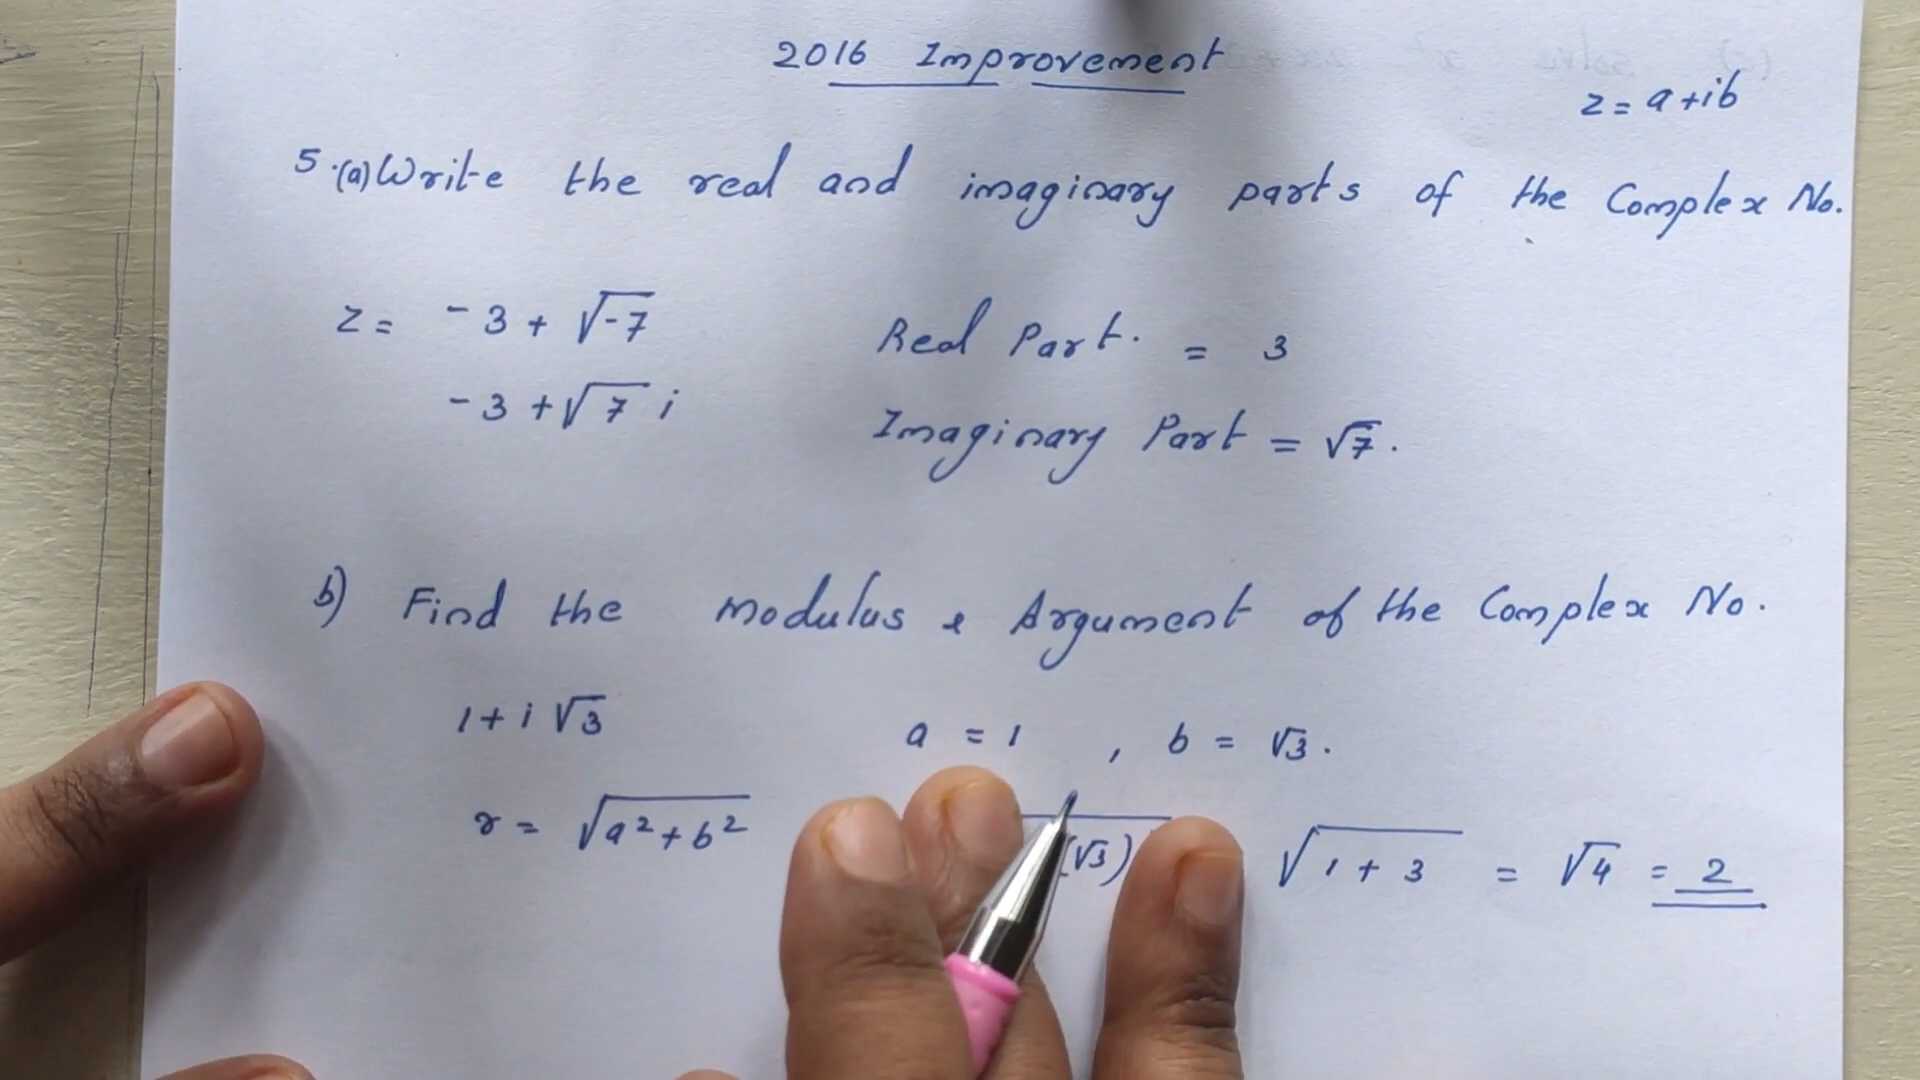 2016 Improvement
z = a+ib
5.(a) Write the real and imaginary parts of the Complex No.
z = -3 + √-7
Real Part. = 3
-3 + √7 i
Imaginary Part = √7.
b) Find the modulus & Argument of the Complex No.
1 + i √3
a = 1 , b = √3.
r = √a²+b²
(√3)
√1+3 = √4 = 2